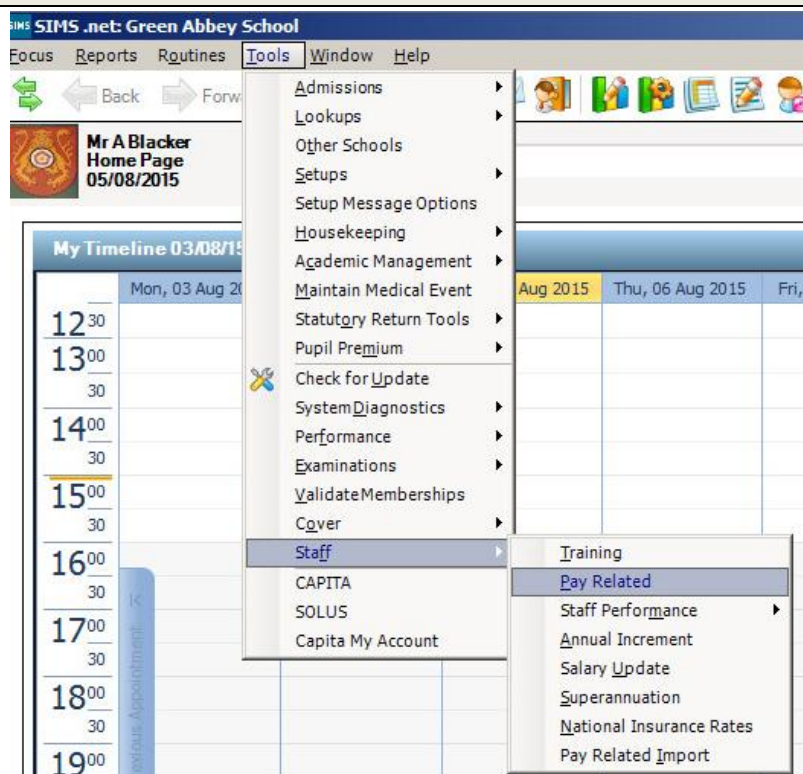 SIMS SIMS .net: Green Abbey School
Focus Reports Routines Tools Window Help
Back Forw
Mr A Blacker
Home Page
05/08/2015
My Timeline 03/08/15
Mon, 03 Aug 20
Aug 2015 Thu, 06 Aug 2015 Fri,
12 30
13 00
30
14 00
30
15 00
30
16 00
30
17 00
30
18 00
30
19 00
evious Appointment
Admissions
Lookups
Other Schools
Setups
Setup Message Options
Housekeeping
Academic Management
Maintain Medical Event
Statutory Return Tools
Pupil Premium
Check for Update
System Diagnostics
Performance
Examinations
Validate Memberships
Cover
Staff
CAPITA
SOLUS
Capita My Account
Training
Pay Related
Staff Performance
Annual Increment
Salary Update
Superannuation
National Insurance Rates
Pay Related Import